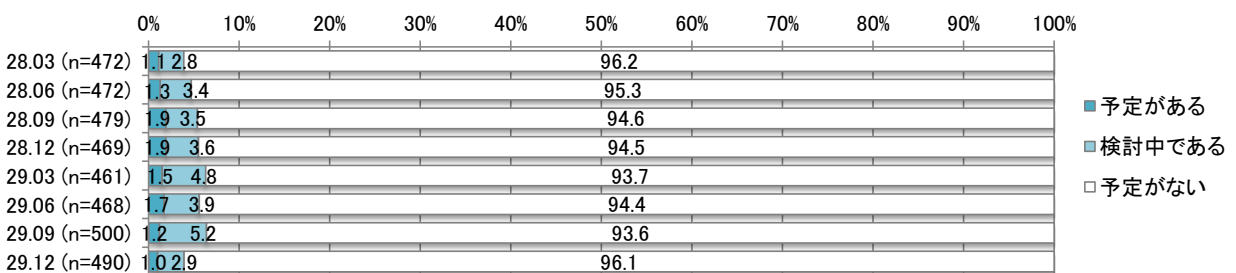 0% 10% 20% 30% 40% 50% 60% 70% 80% 90% 100%
28.03 (n=472) 1.1 2.8 96.2
28.06 (n=472) 1.3 3.4 95.3
28.09 (n=479) 1.9 3.5 94.6
28.12 (n=469) 1.9 3.6 94.5
29.03 (n=461) 1.5 4.8 93.7
29.06 (n=468) 1.7 3.9 94.4
29.09 (n=500) 1.2 5.2 93.6
29.12 (n=490) 1.0 2.9 96.1
予定がある
検討中である
予定がない